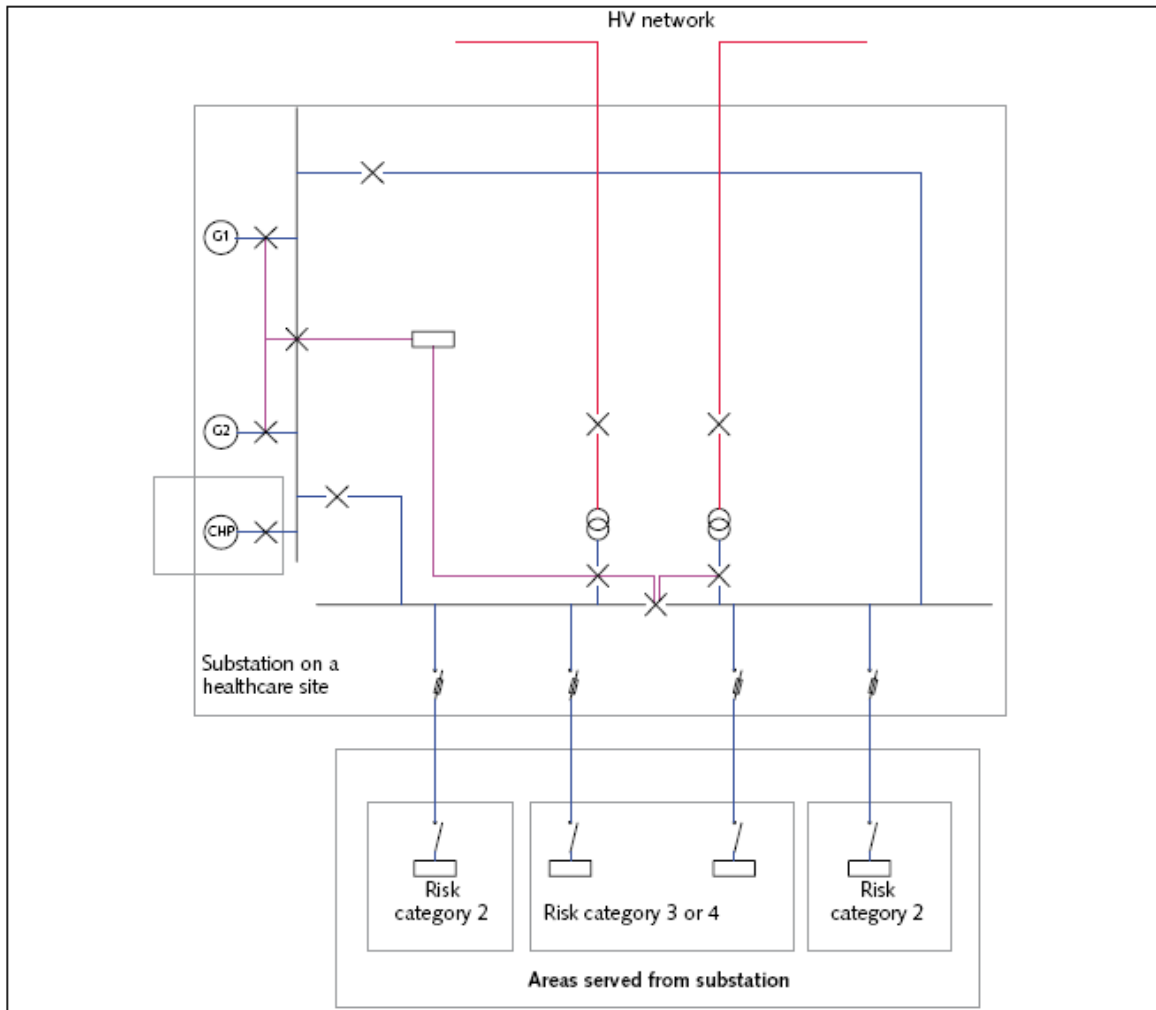 HV network
G1
G2
CHP
Substation on a
healthcare site
Risk
category 2
Risk category 3 or 4
Risk
category 2
Areas served from substation